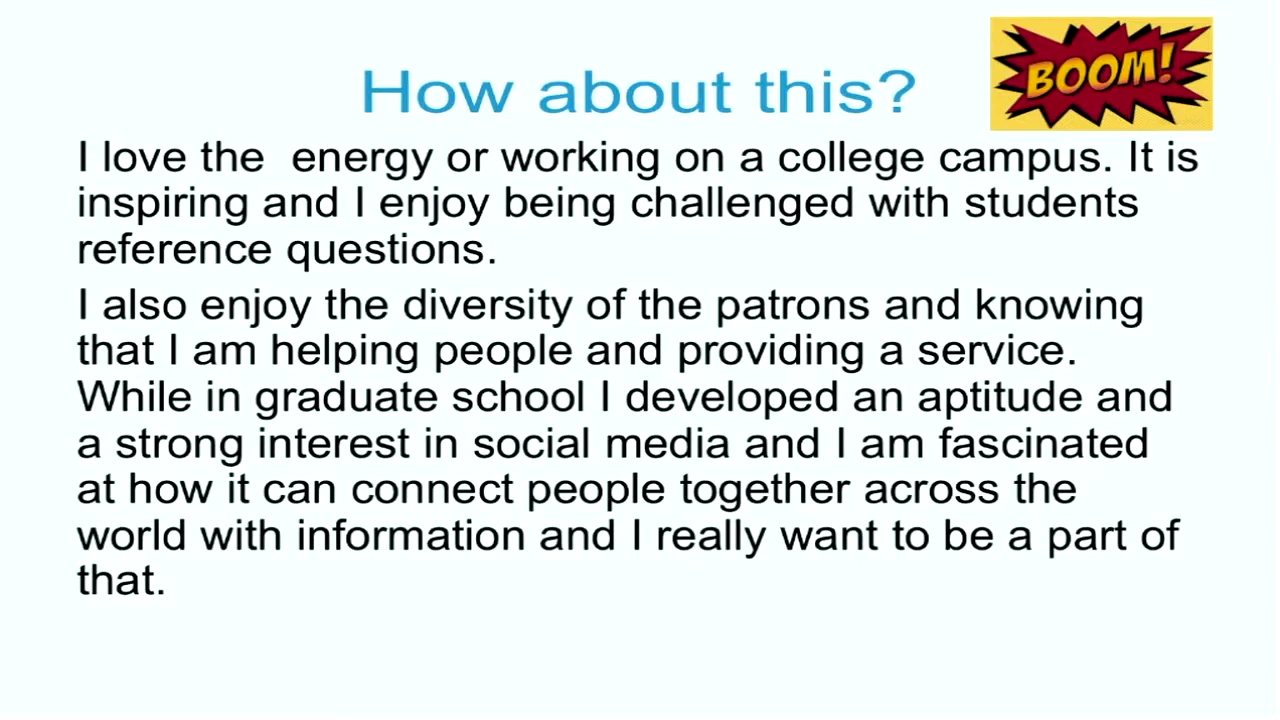 How about this?
BOOM!
I love the  energy or working on a college campus. It is
inspiring and I enjoy being challenged with students
reference questions.
I also enjoy the diversity of the patrons and knowing
that I am helping people and providing a service.
While in graduate school I developed an aptitude and
a strong interest in social media and I am fascinated
at how it can connect people together across the
world with information and I really want to be a part of
that.